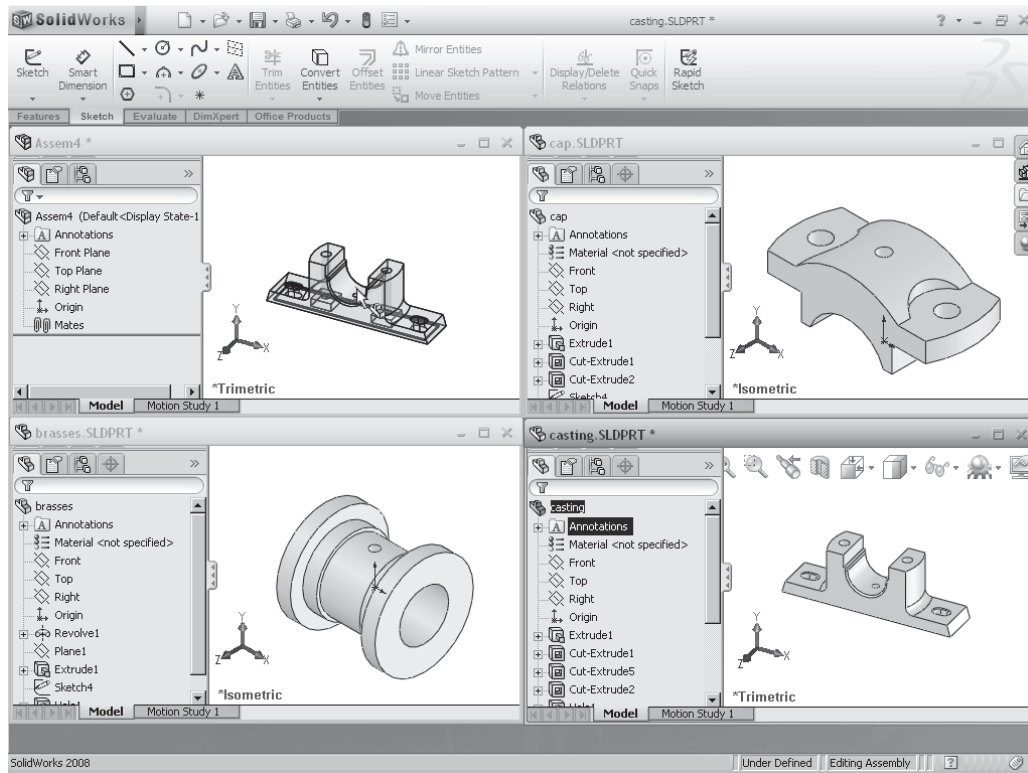 SolidWorks
casting.SLDPRT *
Sketch
Smart Dimension
Trim Entities
Convert Entities
Offset Entities
Mirror Entities
Linear Sketch Pattern
Move Entities
Display/Delete Relations
Quick Snaps
Rapid Sketch
Features Sketch Evaluate DimXpert Office Products
Assem4 *
Assem4 (Default<Display State-1
Annotations
Front Plane
Top Plane
Right Plane
Origin
Mates
Y
Z
X
*Trimetric
Model Motion Study 1
cap.SLDPRT
cap
Annotations
Material <not specified>
Front
Top
Right
Origin
Extrude1
Cut-Extrude1
Cut-Extrude2
Sketch4
Y
Z
X
*Isometric
Model Motion Study 1
brasses.SLDPRT *
brasses
Annotations
Material <not specified>
Front
Top
Right
Origin
Revolve1
Plane1
Extrude1
Sketch4
Hole1
Y
Z
X
*Isometric
Model Motion Study 1
casting.SLDPRT *
casting
Annotations
Material <not specified>
Front
Top
Right
Origin
Extrude1
Cut-Extrude1
Cut-Extrude5
Cut-Extrude2
Y
Z
X
*Trimetric
Model Motion Study 1
SolidWorks 2008
Under Defined Editing Assembly